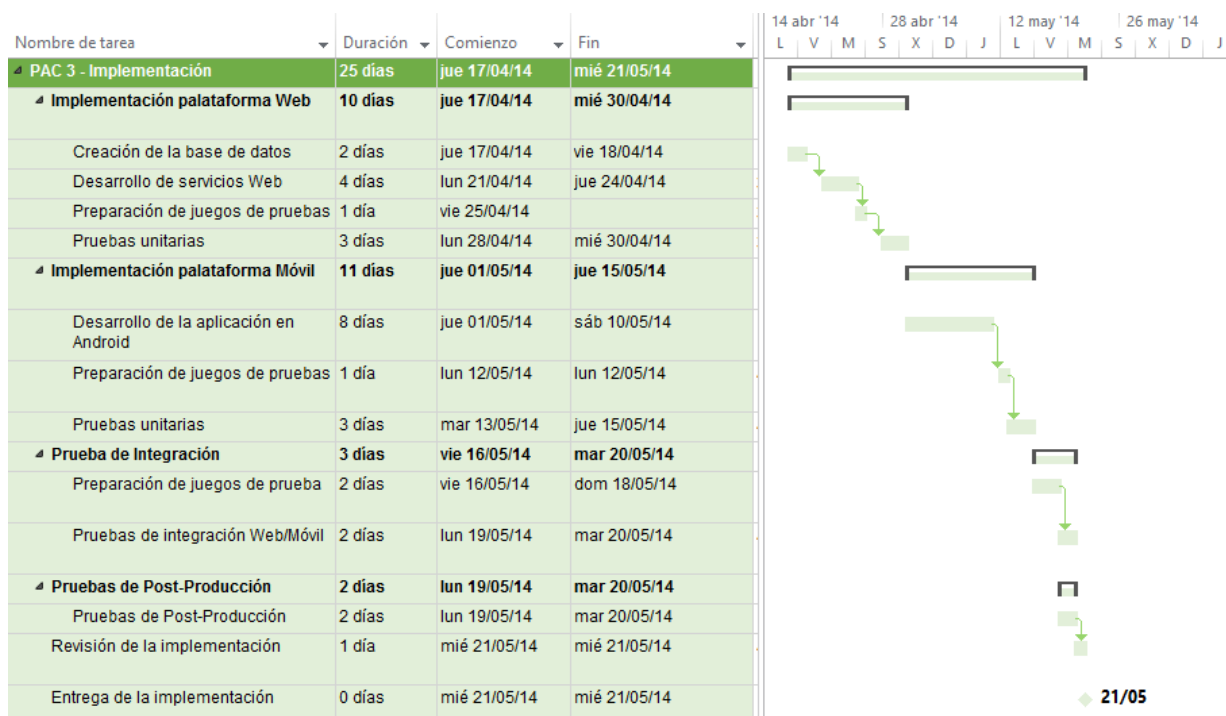 14 abr '14 28 abr '14 12 may '14 26 may '14
Nombre de tarea Duración Comienzo Fin L V M S X D J L V M S X D J
PAC 3 - Implementación 25 días jue 17/04/14 mié 21/05/14
Implementación palataforma Web 10 días jue 17/04/14 mié 30/04/14
Creación de la base de datos 2 días jue 17/04/14 vie 18/04/14
Desarrollo de servicios Web 4 días lun 21/04/14 jue 24/04/14
Preparación de juegos de pruebas 1 día vie 25/04/14
Pruebas unitarias 3 días lun 28/04/14 mié 30/04/14
Implementación palataforma Móvil 11 días jue 01/05/14 jue 15/05/14
Desarrollo de la aplicación en 8 días jue 01/05/14 sáb 10/05/14
Android
Preparación de juegos de pruebas 1 día lun 12/05/14 lun 12/05/14
Pruebas unitarias 3 días mar 13/05/14 jue 15/05/14
Prueba de Integración 3 días vie 16/05/14 mar 20/05/14
Preparación de juegos de prueba 2 días vie 16/05/14 dom 18/05/14
Pruebas de integración Web/Móvil 2 días lun 19/05/14 mar 20/05/14
Pruebas de Post-Producción 2 días lun 19/05/14 mar 20/05/14
Pruebas de Post-Producción 2 días lun 19/05/14 mar 20/05/14
Revisión de la implementación 1 día mié 21/05/14 mié 21/05/14
Entrega de la implementación 0 días mié 21/05/14 mié 21/05/14 21/05